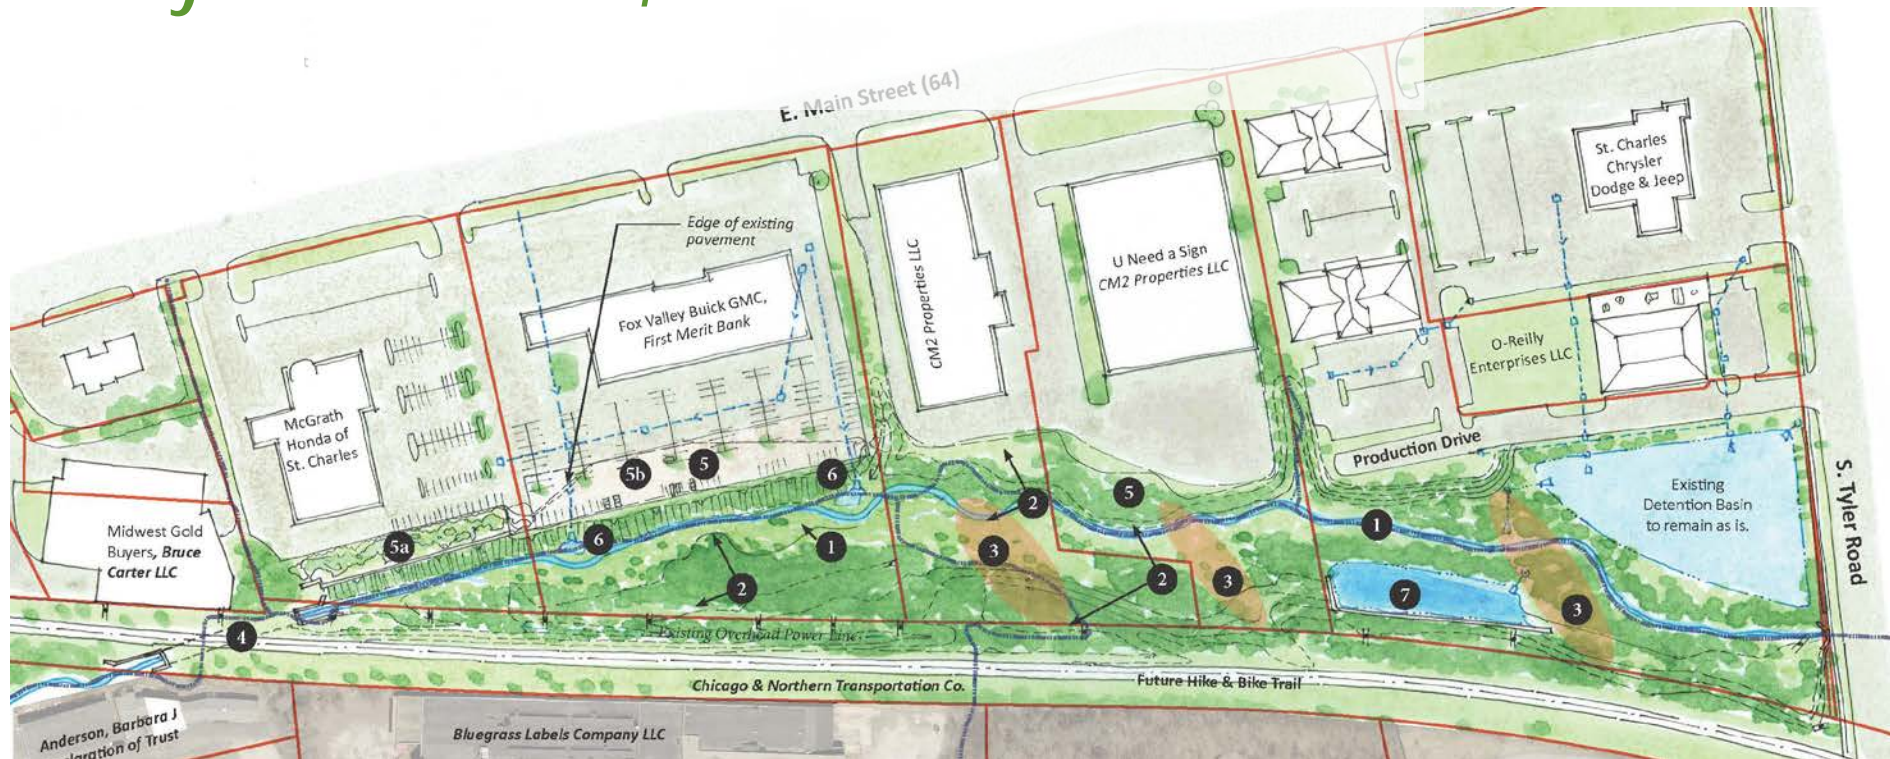 E. Main Street (64)
Edge of existing
pavement
St. Charles
Chrysler
Dodge & Jeep
U Need a Sign
CM2 Properties LLC
CM2 Properties LLC
Fox Valley Buick GMC,
First Merit Bank
O-Reilly
Enterprises LLC
McGrath
Honda of
St. Charles
Production Drive
5b
5
6
5
2
Existing
Detention Basin
to remain as is.
S. Tyler Road
Midwest Gold
Buyers, Bruce
Carter LLC
5a
6
1
3
1
2
2
3
7
3
4
Existing Overhead Power Line
Chicago & Northern Transportation Co.
Future Hike & Bike Trail
Anderson, Barbara J
laration of Trust
Bluegrass Labels Company LLC